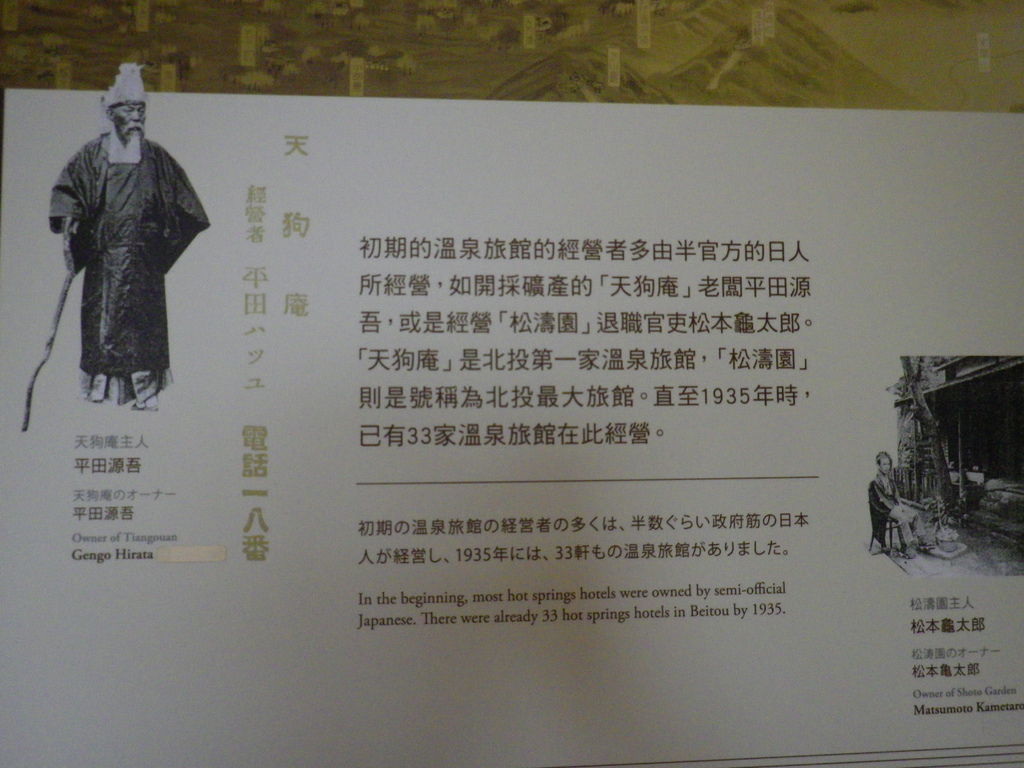 天狗庵
經營者 平田ハツユ 電話一八番
天狗庵主人
平田源吾
天狗庵のオーナー
平田源吾
Owner of Tiangouan
Gengo Hirata
初期的溫泉旅館的經營者多由半官方的日人
所經營，如開採礦產的「天狗庵」老闆平田源
吾，或是經營「松濤園」退職官吏松本龜太郎。
「天狗庵」是北投第一家溫泉旅館，「松濤園」
則是號稱為北投最大旅館。直至1935年時，
已有33家溫泉旅館在此經營。
初期の温泉旅館の経営者の多くは、半数ぐらい政府筋の日本
人が経営し、1935年には、33軒もの温泉旅館がありました。
In the beginning, most hot springs hotels were owned by semi-official
Japanese. There were already 33 hot springs hotels in Beitou by 1935.
松濤園主人
松本龜太郎
松涛園のオーナー
松本亀太郎
Owner of Shoto Garden
Matsumoto Kametaro